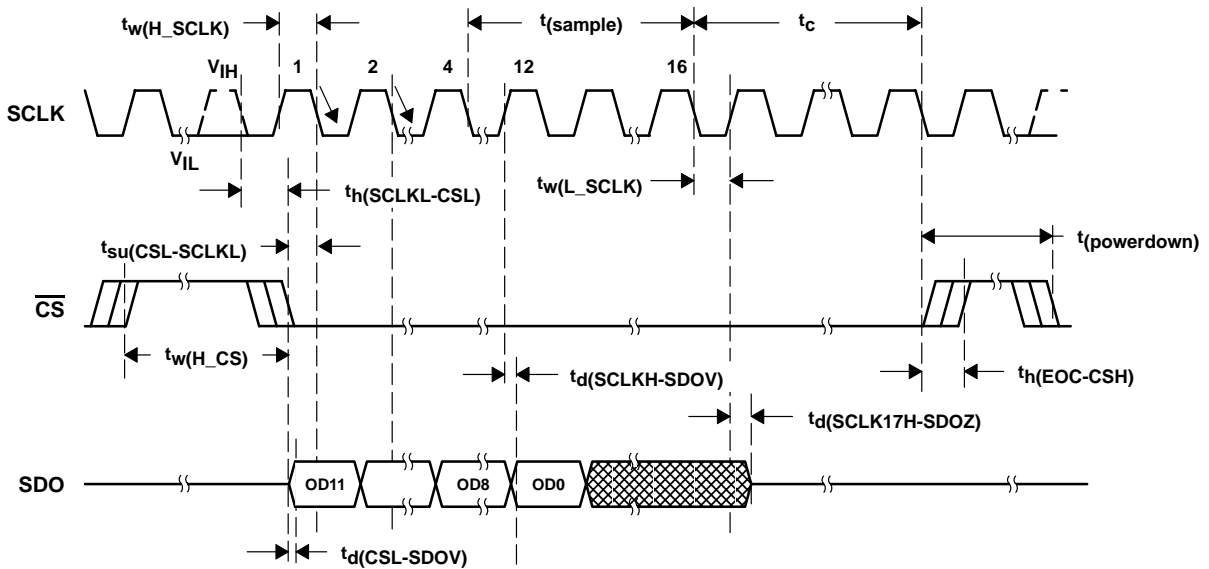 tw(H_SCLK)
t(sample)
tc
VIH
1
2
4
12
16
SCLK
VIL
th(SCLKL-CSL)
tw(L_SCLK)
tsu(CSL-SCLKL)
t(powerdown)
CS
tw(H_CS)
td(SCLKH-SDOV)
th(EOC-CSH)
td(SCLK17H-SDOZ)
SDO
OD11
OD8
OD0
td(CSL-SDOV)